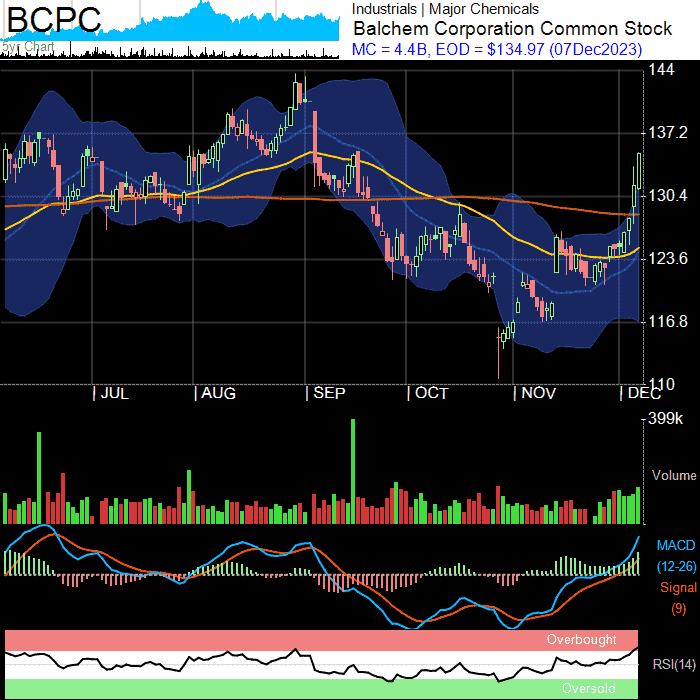 BCPC
5yr Chart
Industrials | Major Chemicals
Balchem Corporation Common Stock
MC = 4.4B, EOD = $134.97 (07Dec2023)
144
137.2
130.4
123.6
116.8
110
| JUL | AUG | SEP | OCT | NOV | DEC
399k
Volume
MACD
(12-26)
Signal
(9)
Overbought
RSI(14)
Oversold